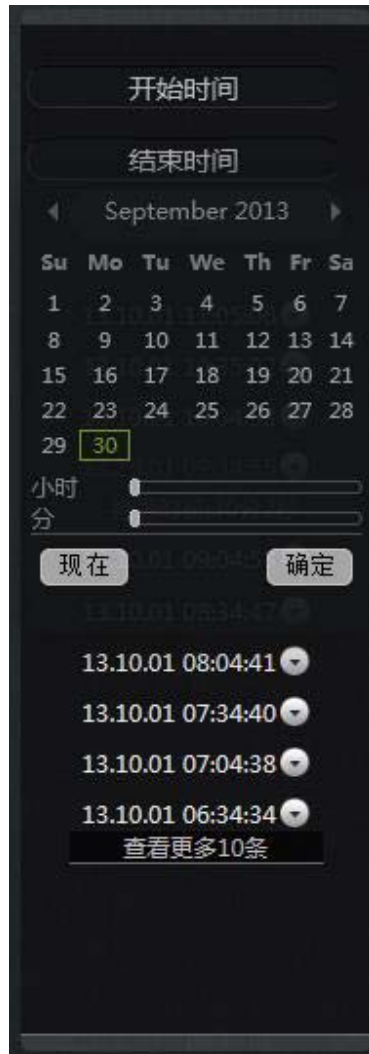 开始时间
结束时间
September 2013
Su Mo Tu We Th Fr Sa
1 2 3 4 5 6 7
8 9 10 11 12 13 14
15 16 17 18 19 20 21
22 23 24 25 26 27 28
29 30
小时
分
现在 确定
13.10.01 08:04:41
13.10.01 07:34:40
13.10.01 07:04:38
13.10.01 06:34:34
查看更多10条